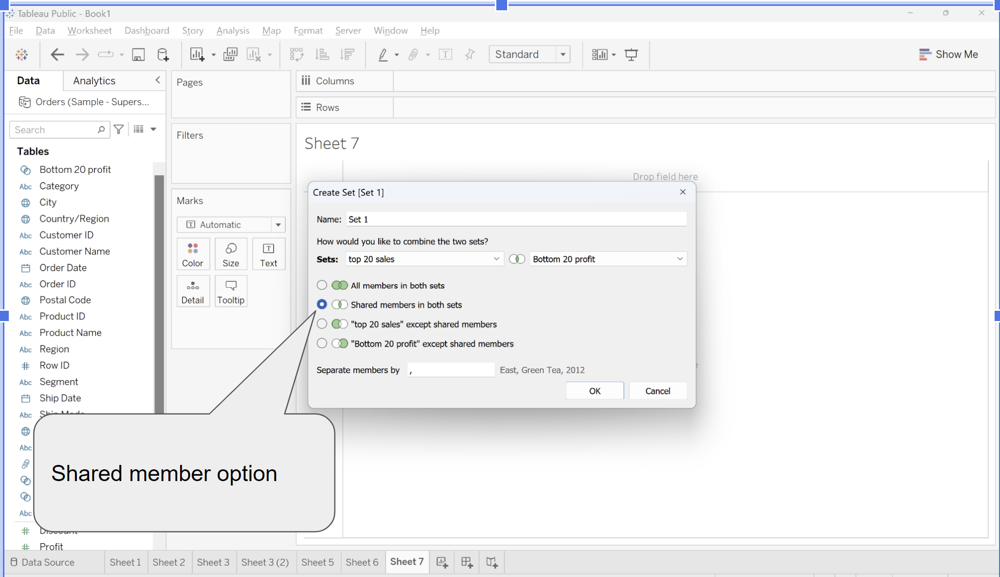 Tableau Public - Book1
File Data Worksheet Dashboard Story Analysis Map Format Server Window Help
Standard
Show Me
Data Analytics
Orders (Sample - Supers...
Search
Tables
Bottom 20 profit
Abc Category
City
Country/Region
Abc Customer ID
Abc Customer Name
Order Date
Abc Order ID
Postal Code
Abc Product ID
Abc Product Name
Abc Region
Row ID
Abc Segment
Ship Date
Abc Ship Mode
Abc
Abc
Discount
Profit
Pages
Filters
Marks
Automatic
Color Size Text
Detail Tooltip
Columns
Rows
Sheet 7
Drop field here
Create Set [Set 1]
Name: Set 1
How would you like to combine the two sets?
Sets: top 20 sales Bottom 20 profit
All members in both sets
Shared members in both sets
"top 20 sales" except shared members
"Bottom 20 profit" except shared members
Separate members by , East, Green Tea, 2012
OK Cancel
Shared member option
Data Source Sheet 1 Sheet 2 Sheet 3 Sheet 3 (2) Sheet 5 Sheet 6 Sheet 7